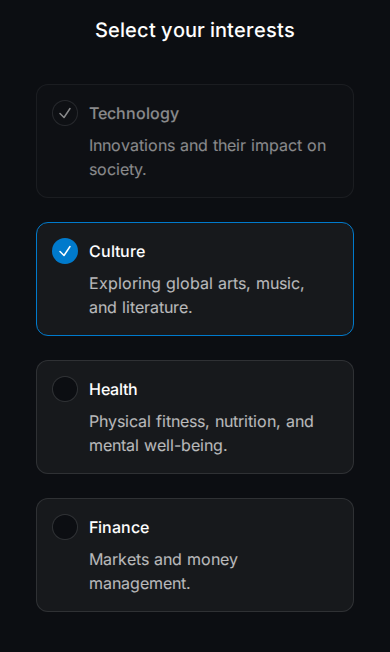 Select your interests
Technology
Innovations and their impact on
society.
Culture
Exploring global arts, music,
and literature.
Health
Physical fitness, nutrition, and
mental well-being.
Finance
Markets and money
management.